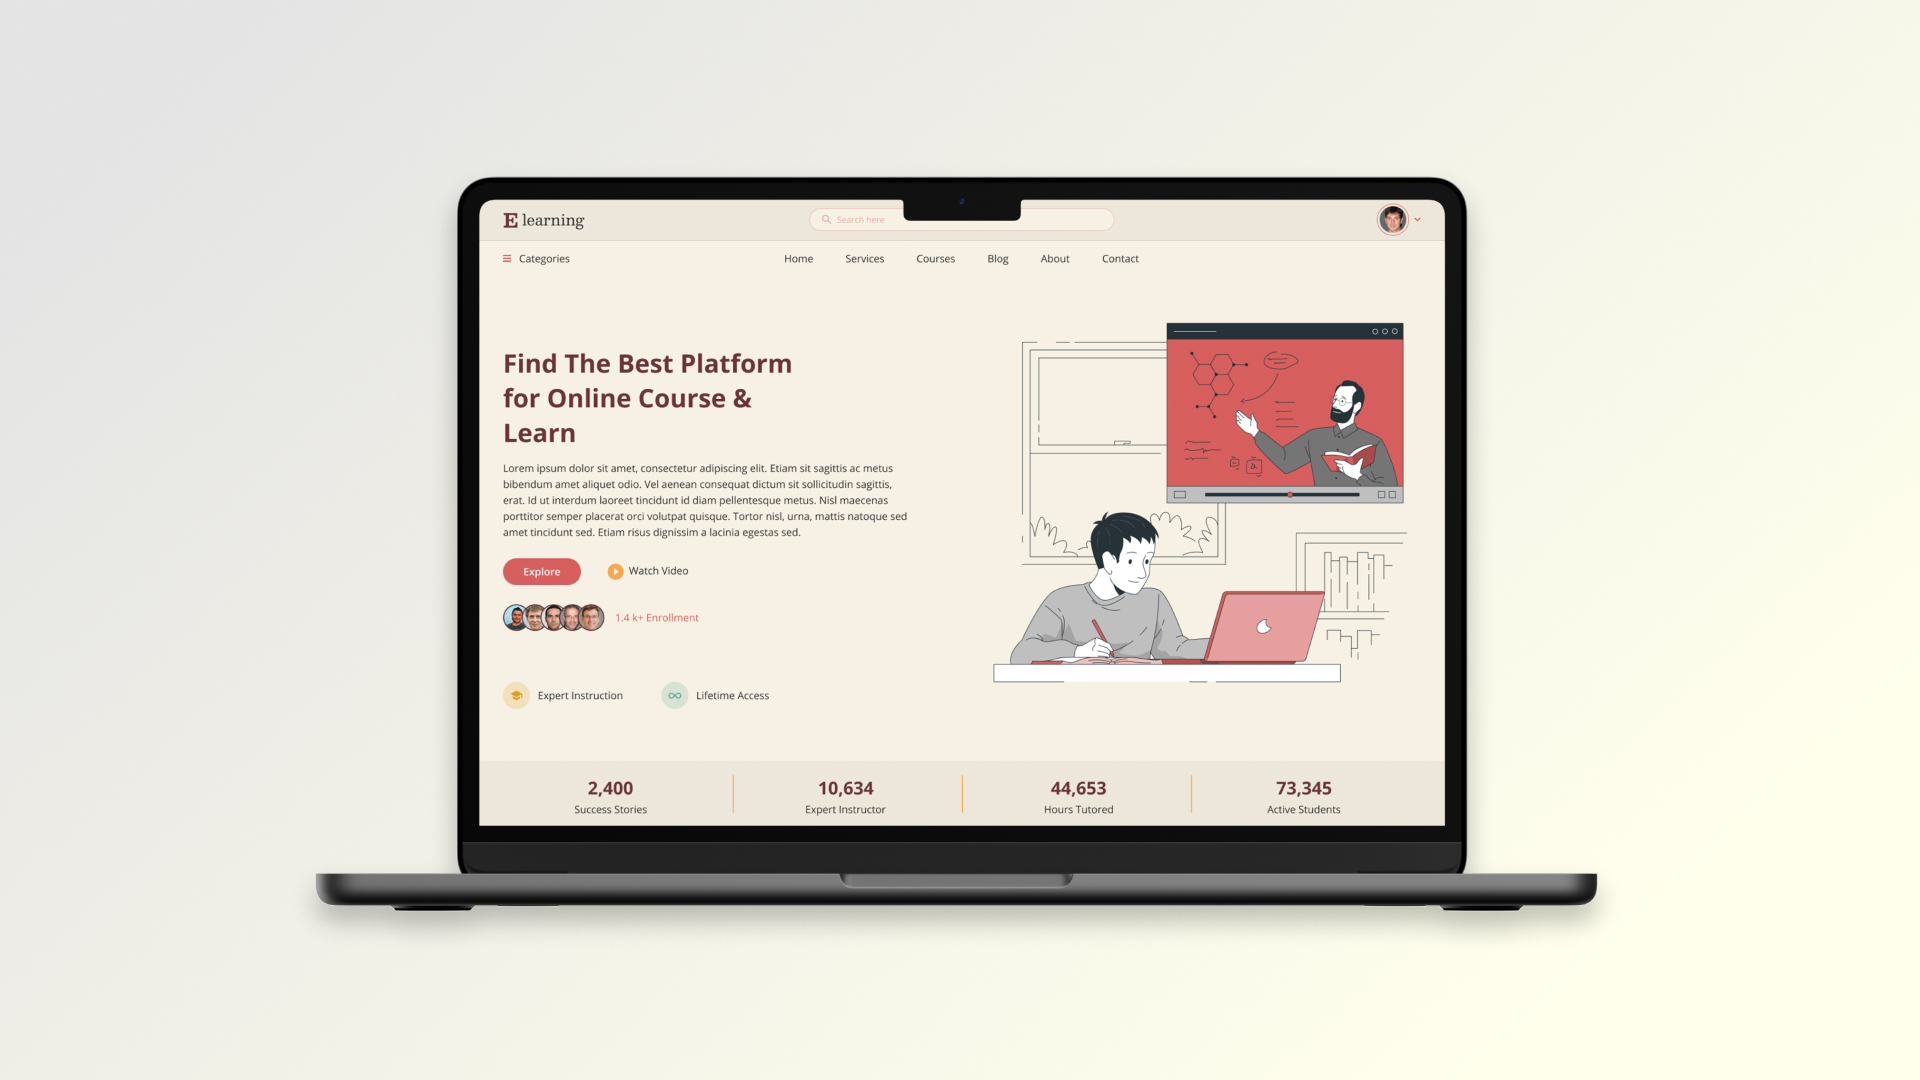 E learning
Search here
Categories
Home Services Courses Blog About Contact
Find The Best Platform
for Online Course &
Learn
Lorem ipsum dolor sit amet, consectetur adipiscing elit. Etiam sit sagittis ac metus
bibendum amet aliquet odio. Vel aenean consequat dictum sit sollicitudin sagittis,
erat. Id ut interdum laoreet tincidunt id diam pellentesque metus. Nisl maecenas
porttitor semper placerat orci volutpat quisque. Tortor nisl, urna, mattis natoque sed
amet tincidunt sed. Etiam risus dignissim a lacinia egestas sed.
Explore
Watch Video
1.4 k+ Enrollment
Expert Instruction
Lifetime Access
2,400
Success Stories
10,634
Expert Instructor
44,653
Hours Tutored
73,345
Active Students